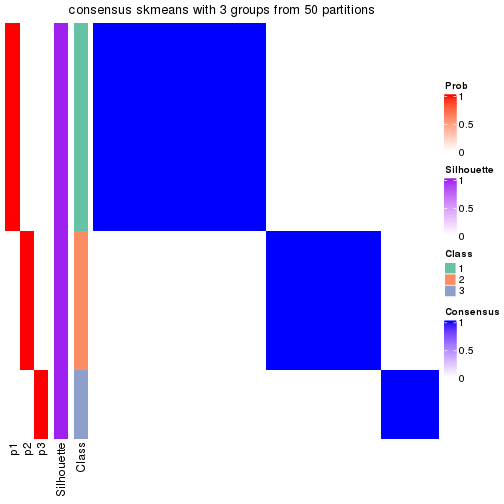 consensus skmeans with 3 groups from 50 partitions
Prob
1
0.5
0
Silhouette
1
0.5
0
Class
1
2
3
Consensus
1
0.5
0
p1
p2
p3
Silhouette
Class